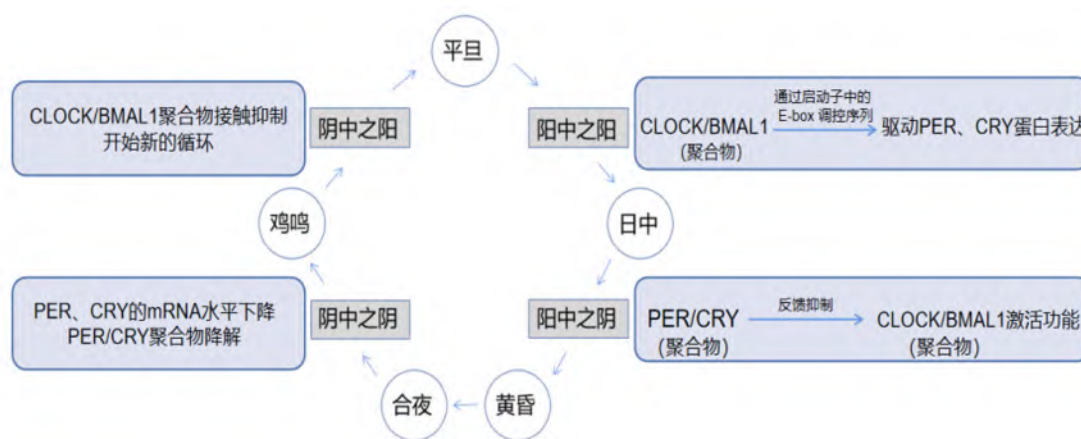 平旦
CLOCK/BMAL1聚合物接触抑制
开始新的循环
阴中之阳
阳中之阳
CLOCK/BMAL1
(聚合物)
通过启动子中的
E-box 调控序列
驱动PER、CRY蛋白表达
鸡鸣
日中
PER、CRY的mRNA水平下降
PER/CRY聚合物降解
阴中之阴
阳中之阴
PER/CRY
(聚合物)
反馈抑制
CLOCK/BMAL1激活功能
(聚合物)
合夜
黄昏